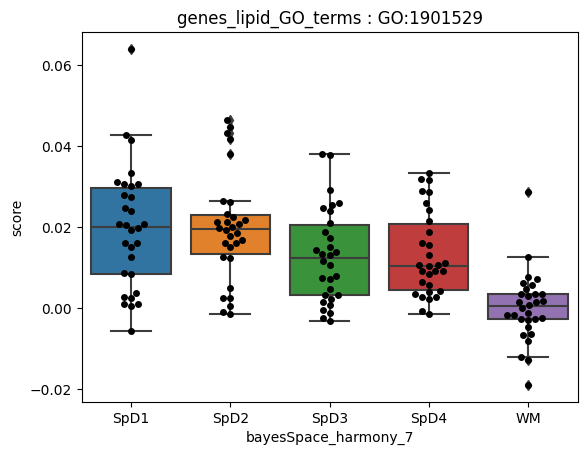 genes_lipid_GO_terms : GO:1901529
0.06
0.04
0.02
0.00
−0.02
score
SpD1 SpD2 SpD3 SpD4 WM
bayesSpace_harmony_7